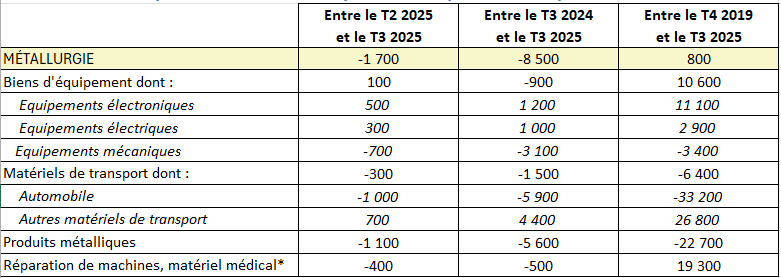 Entre le T2 2025 et le T3 2025 Entre le T3 2024 et le T3 2025 Entre le T4 2019 et le T3 2025
MÉTALLURGIE -1 700 -8 500 800
Biens d'équipement dont : 100 -900 10 600
Equipements électroniques 500 1 200 11 100
Equipements électriques 300 1 000 2 900
Equipements mécaniques -700 -3 100 -3 400
Matériels de transport dont : -300 -1 500 -6 400
Automobile -1 000 -5 900 -33 200
Autres matériels de transport 700 4 400 26 800
Produits métalliques -1 100 -5 600 -22 700
Réparation de machines, matériel médical* -400 -500 19 300